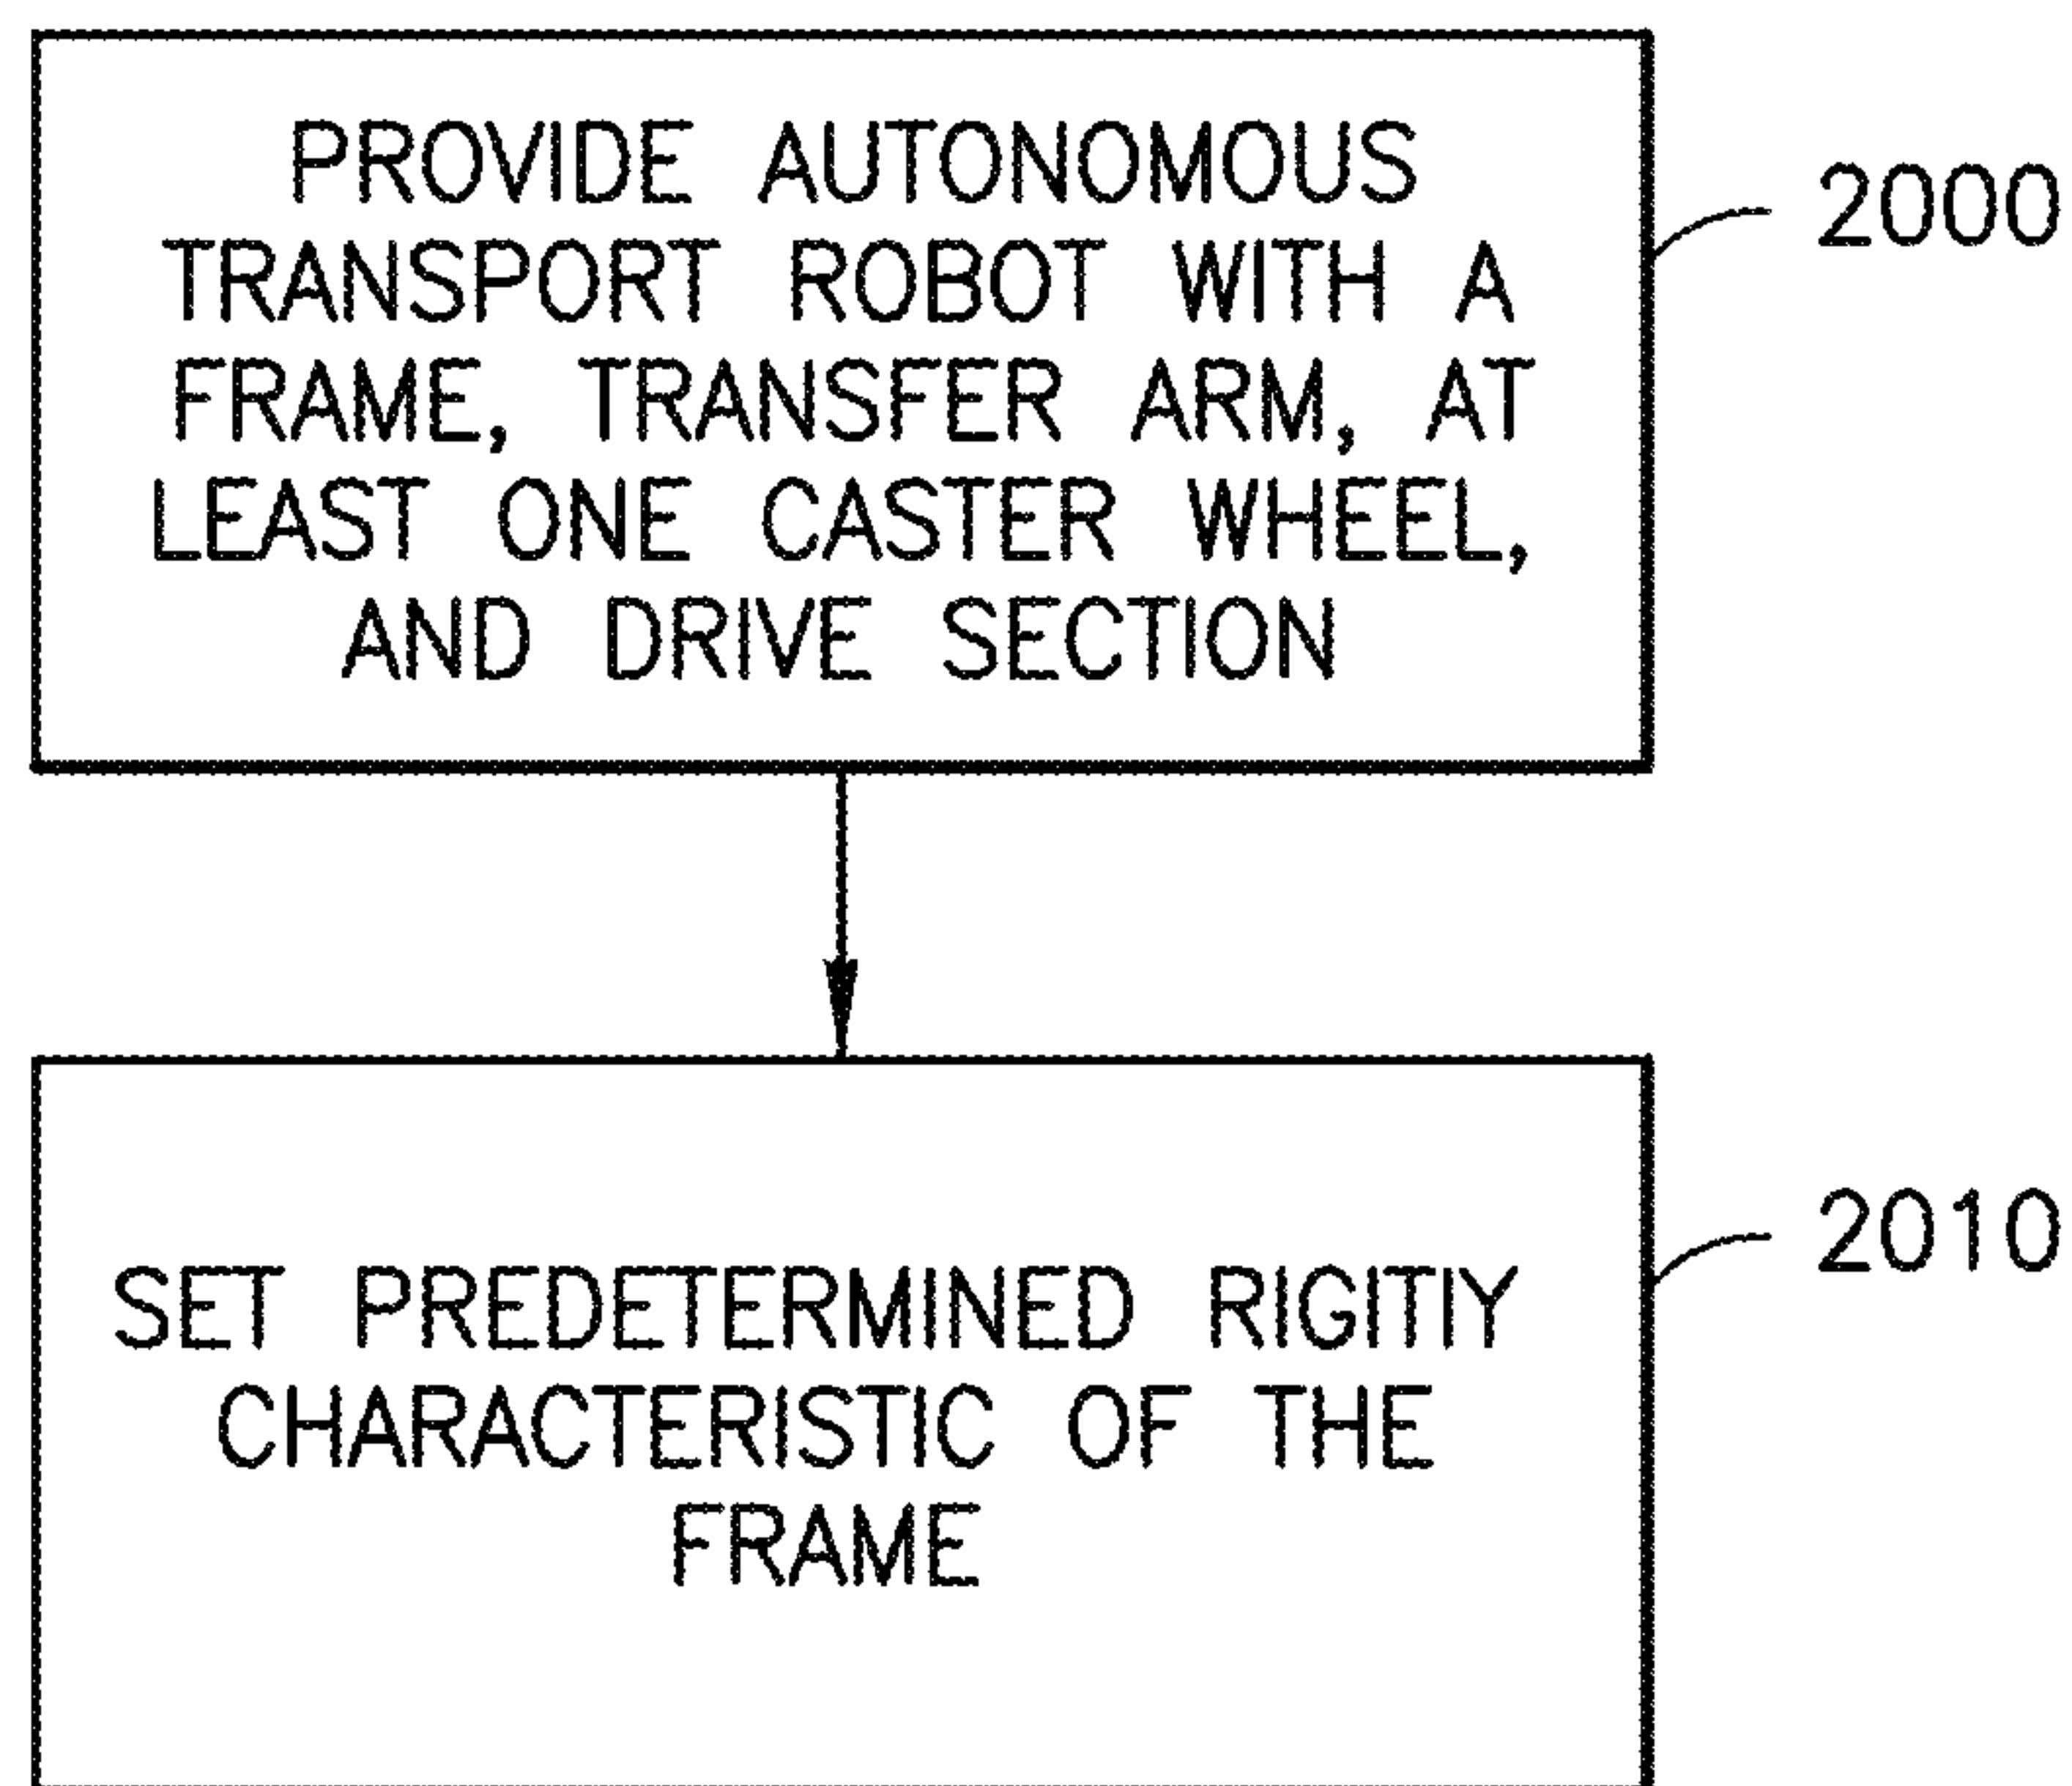 PROVIDE AUTONOMOUS
TRANSPORT ROBOT WITH A
FRAME, TRANSFER ARM, AT
LEAST ONE CASTER WHEEL,
AND DRIVE SECTION
2000
SET PREDETERMINED RIGITIY
CHARACTERISTIC OF THE
FRAME
2010